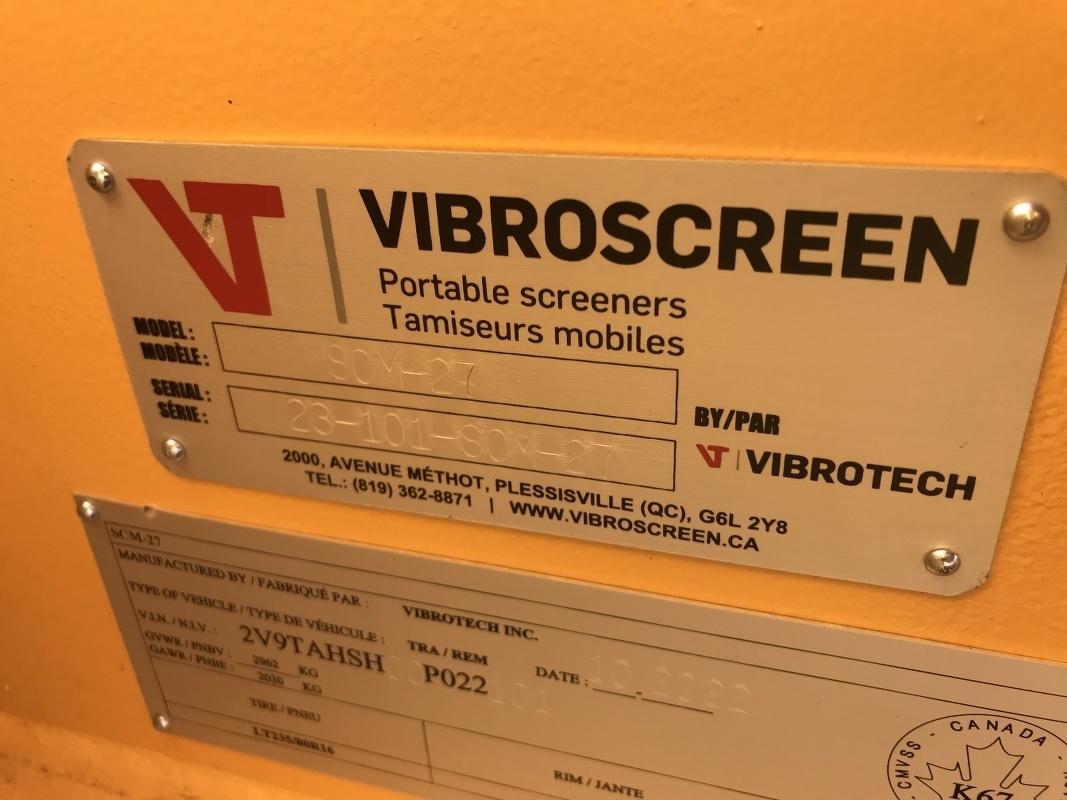 VT | VIBROSCREEN
Portable screeners
Tamiseurs mobiles
MODEL:
MODÈLE: SCM-27
SERIAL:
SÉRIE: 23-101-SCM-27
BY/PAR
VT | VIBROTECH
2000, AVENUE MÉTHOT, PLESSISVILLE (QC), G6L 2Y8
TEL.: (819) 362-8871 | WWW.VIBROSCREEN.CA
SCM-27
MANUFACTURED BY / FABRIQUÉ PAR : VIBROTECH INC.
TYPE OF VEHICLE / TYPE DE VÉHICULE : TRA / REM
V.I.N. / N.I.V. : 2V9TAHSH P022 101
DATE : 10.2022
GVWR / PNBV : 2962 KG
GAWR / PNBE : 2030 KG
TIRE / PNEU
LT235/80R16
RIM / JANTE
CMVSS - CANADA